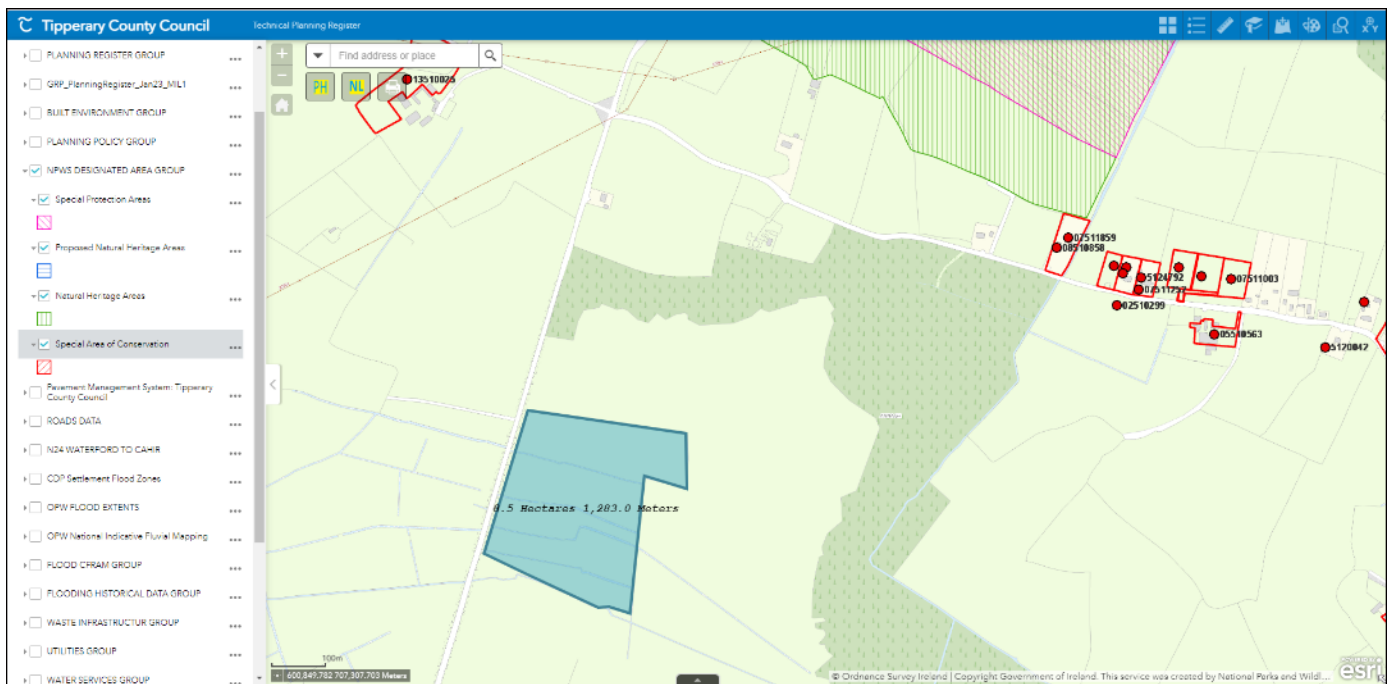 Tipperary County Council
Technical Planning Register
PLANNING REGISTER GROUP
GRP_PlanningRegister_Jan23_MIL1
BUILT ENVIRONMENT GROUP
PLANNING POLICY GROUP
NPWS DESIGNATED AREA GROUP
Special Protection Areas
Proposed Natural Heritage Areas
Natural Heritage Areas
Special Area of Conservation
Pavement Management System: Tipperary
County Council
ROADS DATA
N24 WATERFORD TO CAHIR
COP Settlement Flood Zones
OPW FLOOD EXTENTS
OPW National Indicative Fluvial Mapping
FLOOD CFRAM GROUP
FLOODING HISTORICAL DATA GROUP
WASTE INFRASTRUCTUR GROUP
UTILITIES GROUP
WATER SERVICES GROUP
Find address or place
PH NL
13510025
07511859
08510858
5124792
07511003
02510299
05510563
5120042
6.5 Hectares 1,283.0 Meters
100m
600,849.782 707,307.703 Meters
© Ordnance Survey Ireland | Copyright Government of Ireland. This service was created by National Parks and Wildl...
esri